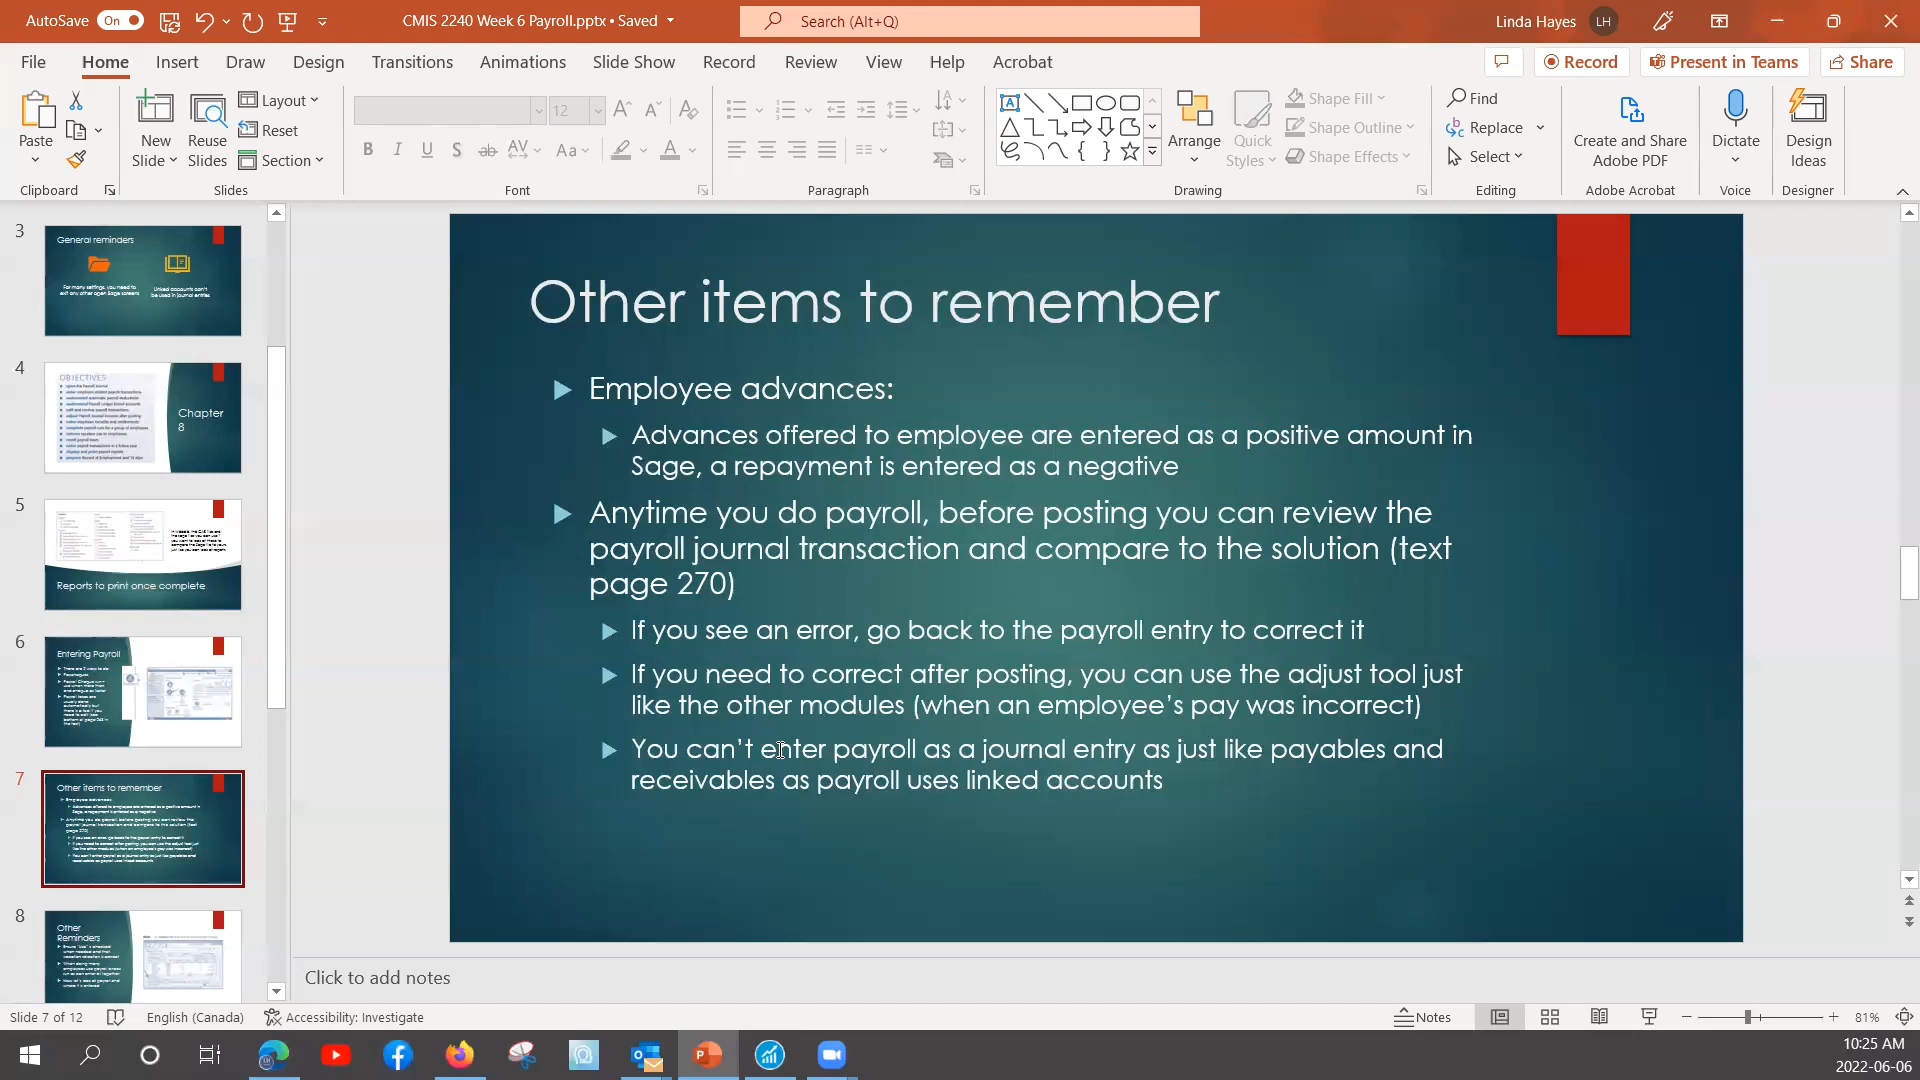 AutoSave On
CMIS 2240 Week 6 Payroll.pptx • Saved
Search (Alt+Q)
Linda Hayes LH
File Home Insert Draw Design Transitions Animations Slide Show Record Review View Help Acrobat
Record Present in Teams Share
Paste
New Slide
Reuse Slides
Layout
Reset
Section
12
Shape Fill
Shape Outline
Shape Effects
Arrange
Quick Styles
Find
Replace
Select
Create and Share Adobe PDF
Dictate
Design Ideas
Clipboard Slides Font Paragraph Drawing Editing Adobe Acrobat Voice Designer
3
General reminders
For many settings, you need to
exit any other open Sage screens
Linked accounts can't
be used in journal entries
4
OBJECTIVES
Chapter
8
5
Reports to print once complete
6
Entering Payroll
7
Other items to remember
8
Other
Reminders
Other items to remember
Employee advances:
Advances offered to employee are entered as a positive amount in
Sage, a repayment is entered as a negative
Anytime you do payroll, before posting you can review the
payroll journal transaction and compare to the solution (text
page 270)
If you see an error, go back to the payroll entry to correct it
If you need to correct after posting, you can use the adjust tool just
like the other modules (when an employee's pay was incorrect)
You can't enter payroll as a journal entry as just like payables and
receivables as payroll uses linked accounts
Click to add notes
Slide 7 of 12
English (Canada)
Accessibility: Investigate
Notes
81%
10:25 AM
2022-06-06